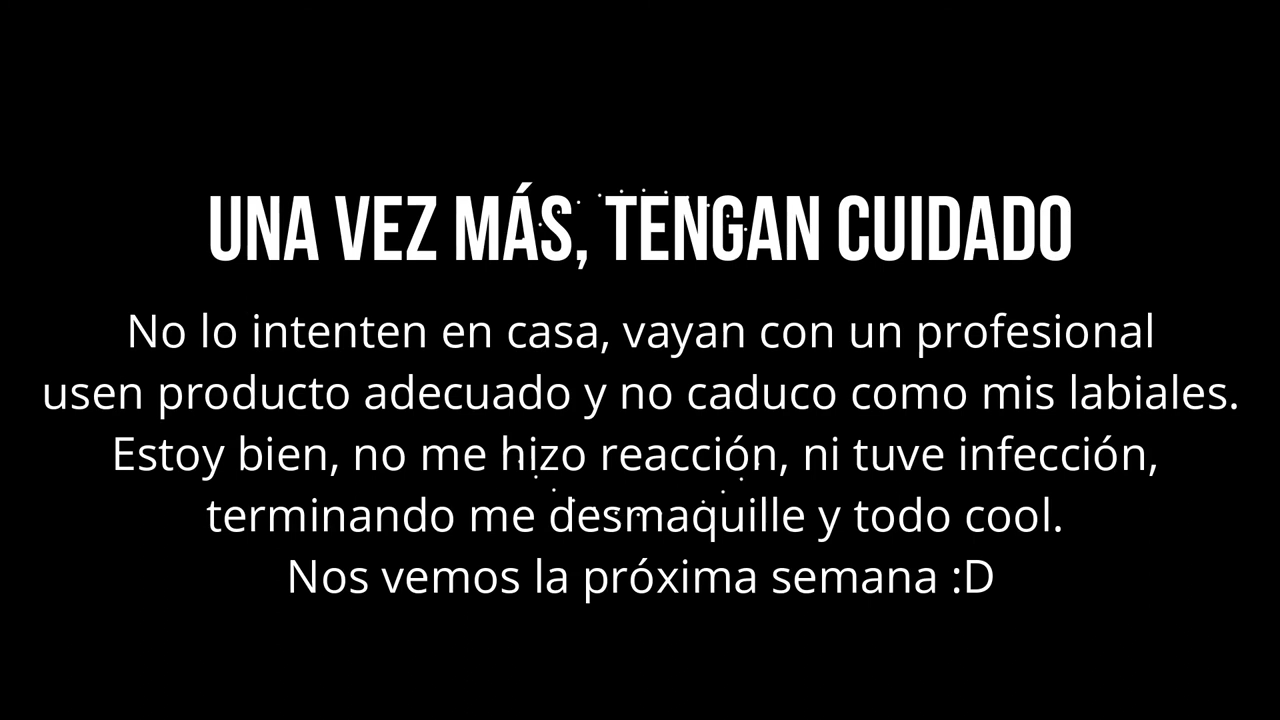 UNA VEZ MÁS, TENGAN CUIDADO
No lo intenten en casa, vayan con un profesional
usen producto adecuado y no caduco como mis labiales.
Estoy bien, no me hizo reacción, ni tuve infección,
terminando me desmaquille y todo cool.
Nos vemos la próxima semana :D